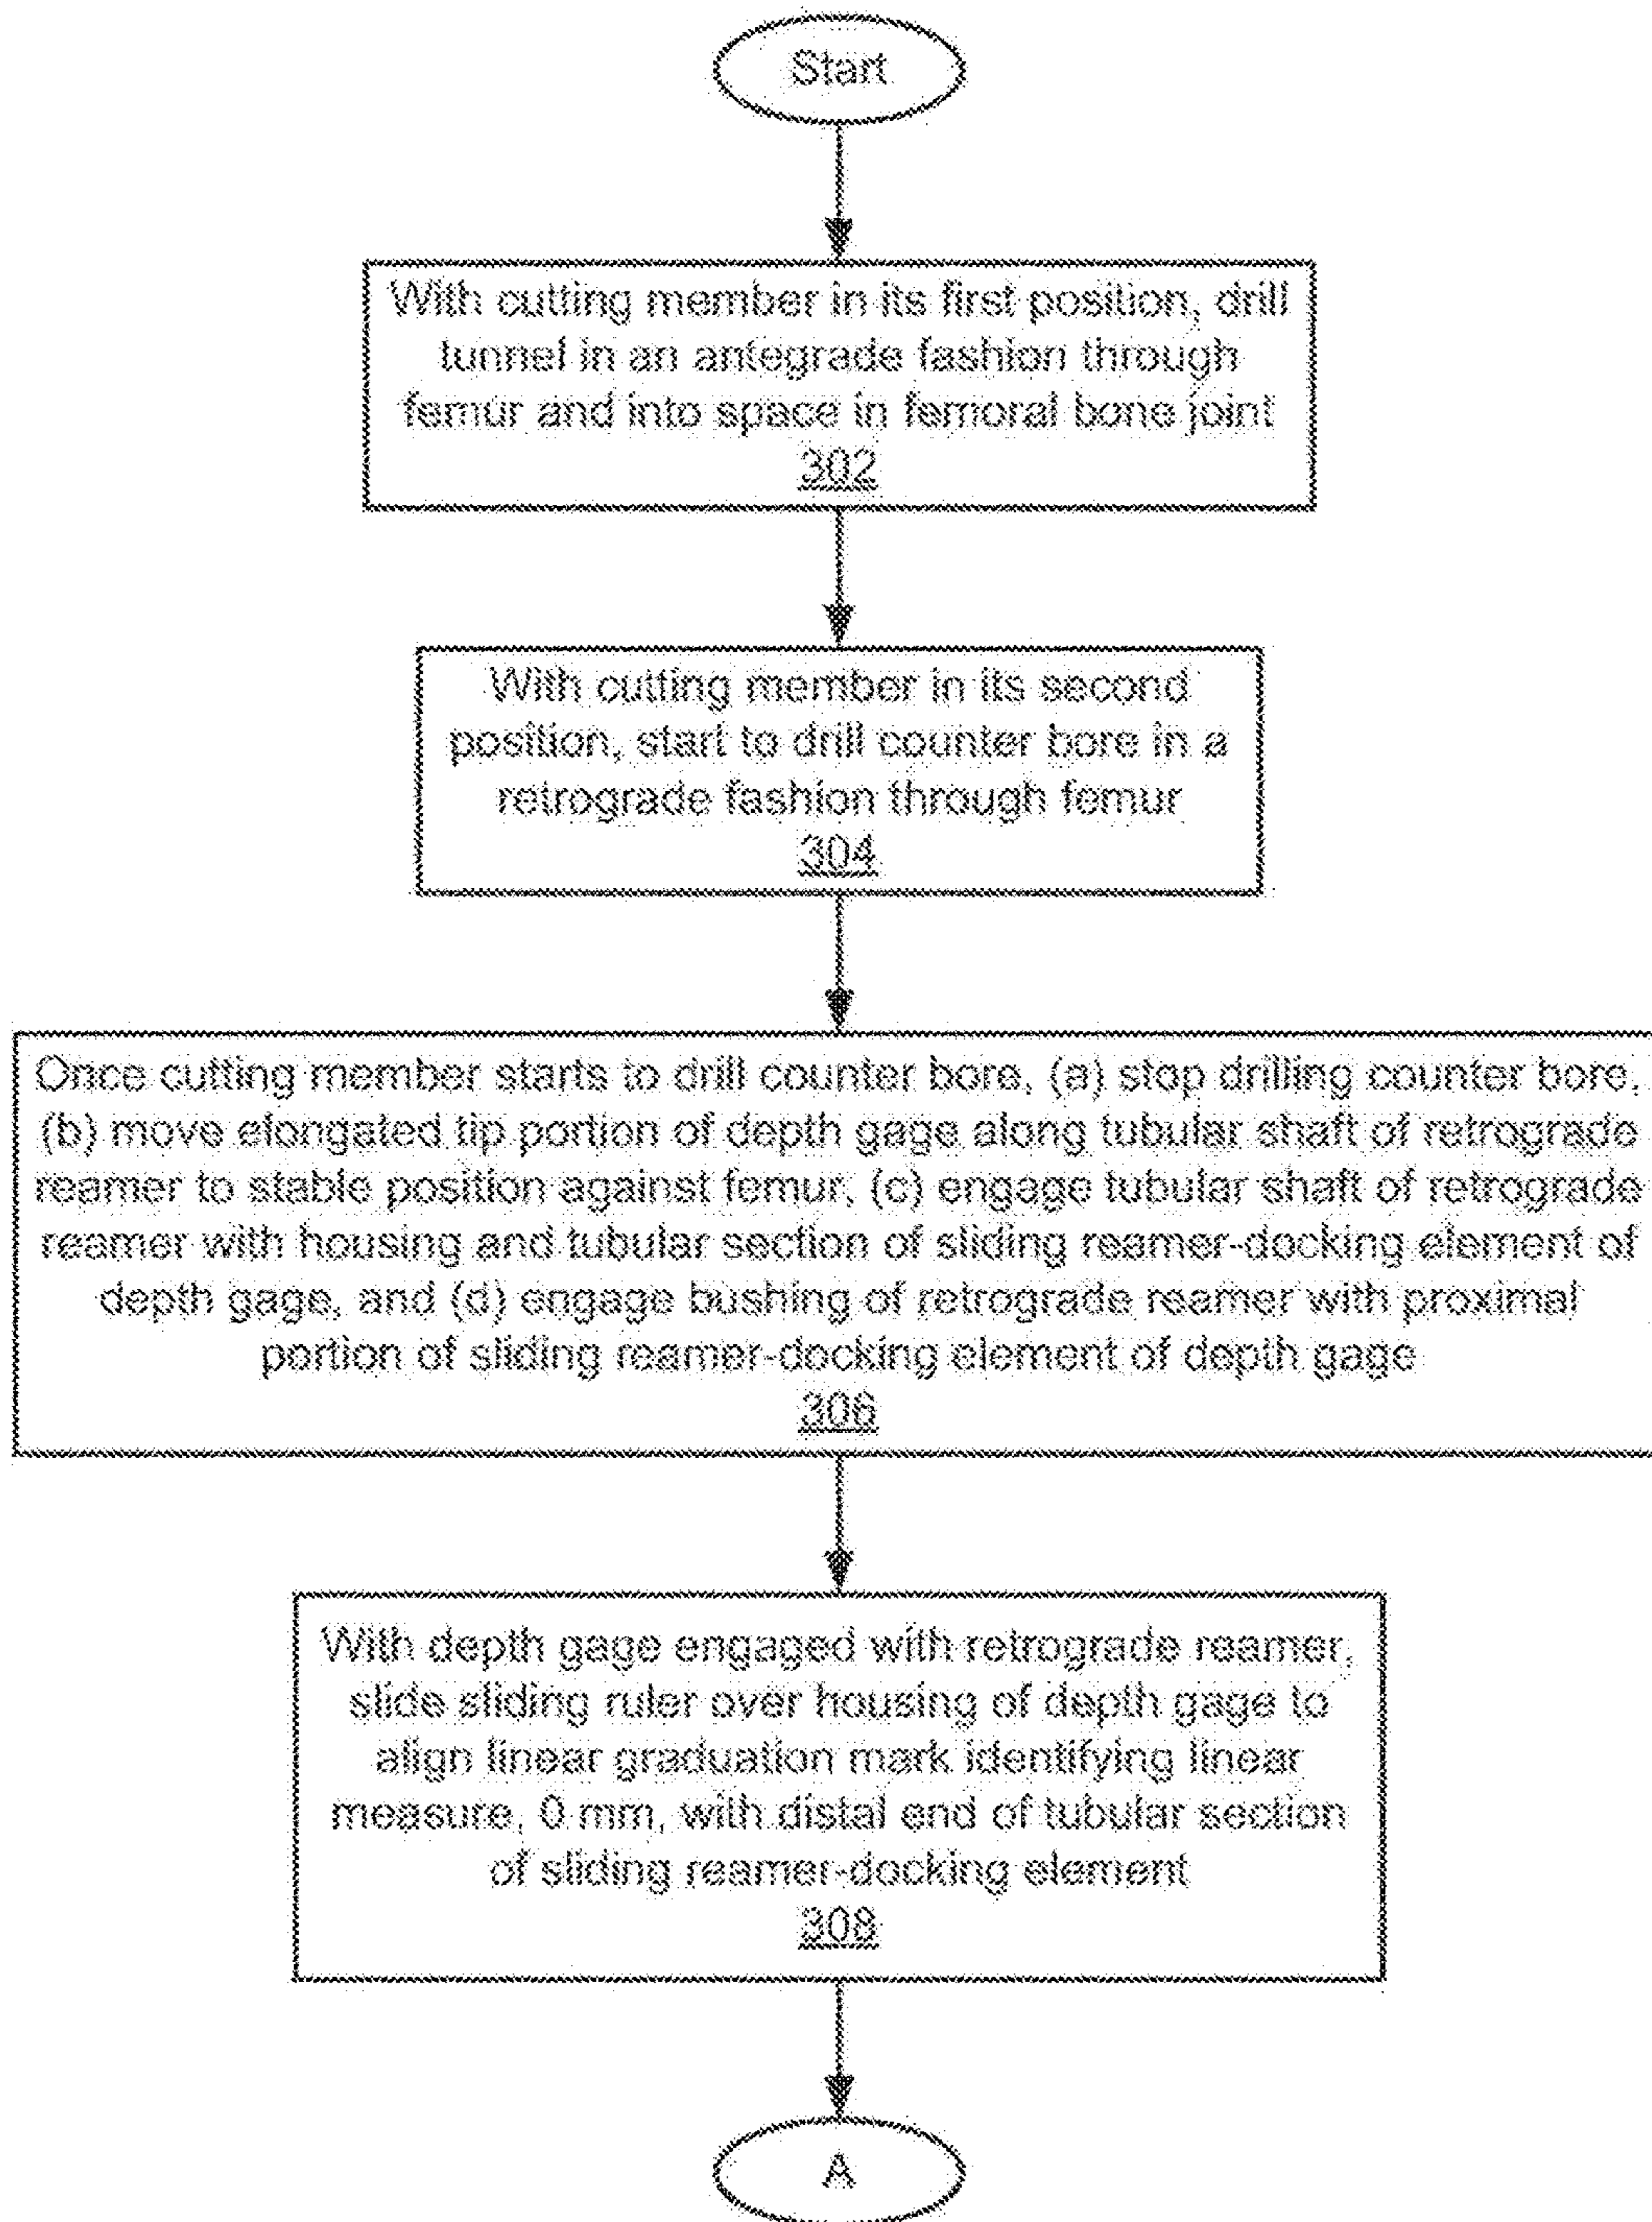 Start
With cutting member in its first position, drill
tunnel in an antegrade fashion through
femur and into space in femoral bone joint
302
With cutting member in its second
position, start to drill counter bore in a
retrograde fashion through femur
304
Once cutting member starts to drill counter bore, (a) stop drilling counter bore,
(b) move elongated tip portion of depth gage along tubular shaft of retrograde
reamer to stable position against femur, (c) engage tubular shaft of retrograde
reamer with housing and tubular section of sliding reamer-docking element of
depth gage, and (d) engage bushing of retrograde reamer with proximal
portion of sliding reamer-docking element of depth gage
306
With depth gage engaged with retrograde reamer,
slide sliding ruler over housing of depth gage to
align linear graduation mark identifying linear
measure, 0 mm, with distal end of tubular section
of sliding reamer-docking element
308
A